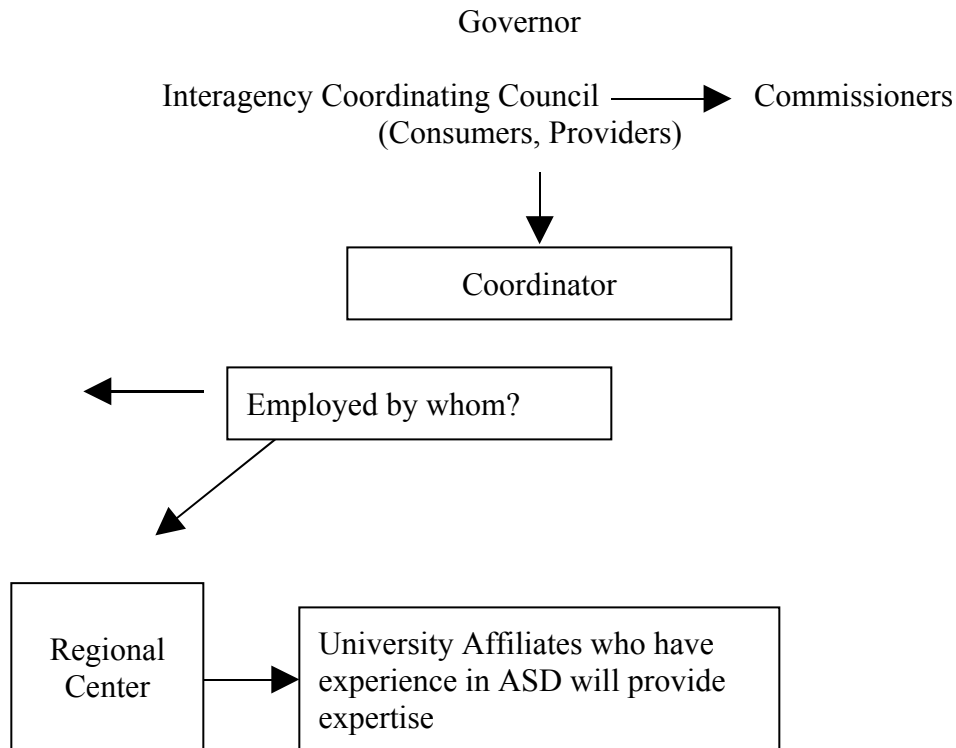 Governor
Interagency Coordinating Council
Commissioners
(Consumers, Providers)
Coordinator
Employed by whom?
Regional
Center
University Affiliates who have
experience in ASD will provide
expertise